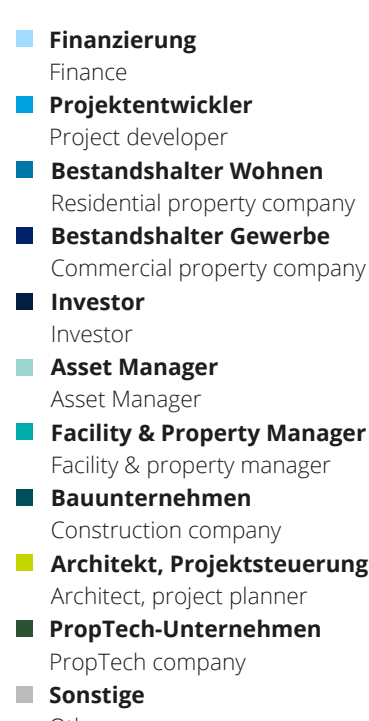 Finanzierung
Finance
Projektentwickler
Project developer
Bestandshalter Wohnen
Residential property company
Bestandshalter Gewerbe
Commercial property company
Investor
Investor
Asset Manager
Asset Manager
Facility & Property Manager
Facility & property manager
Bauunternehmen
Construction company
Architekt, Projektsteuerung
Architect, project planner
PropTech-Unternehmen
PropTech company
Sonstige